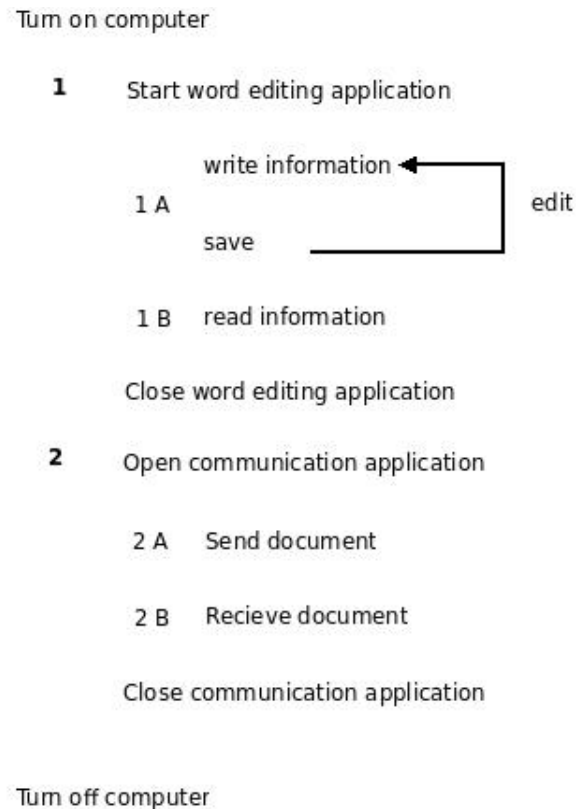 Turn on computer
1 Start word editing application
write information
1 A
edit
save
1 B read information
Close word editing application
2 Open communication application
2 A Send document
2 B Recieve document
Close communication application
Turn off computer